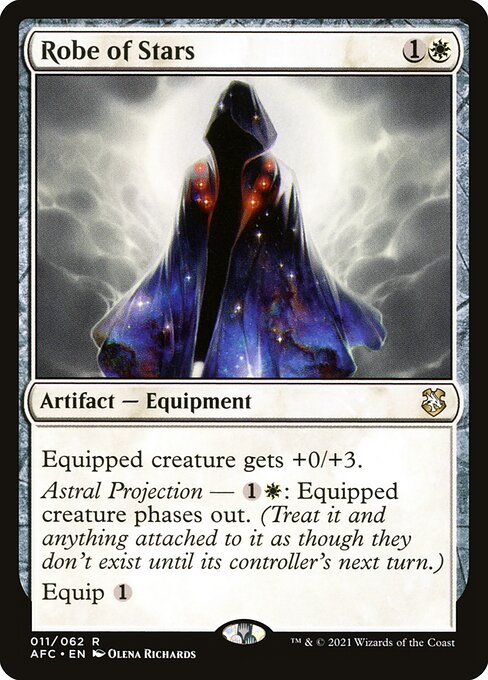 Robe of Stars 1
Artifact — Equipment
Equipped creature gets +0/+3.
Astral Projection — 1 : Equipped
creature phases out. (Treat it and
anything attached to it as though they
don't exist until its controller's next turn.)
Equip 1
011/062 R
AFC • EN Olena Richards
™ & © 2021 Wizards of the Coast